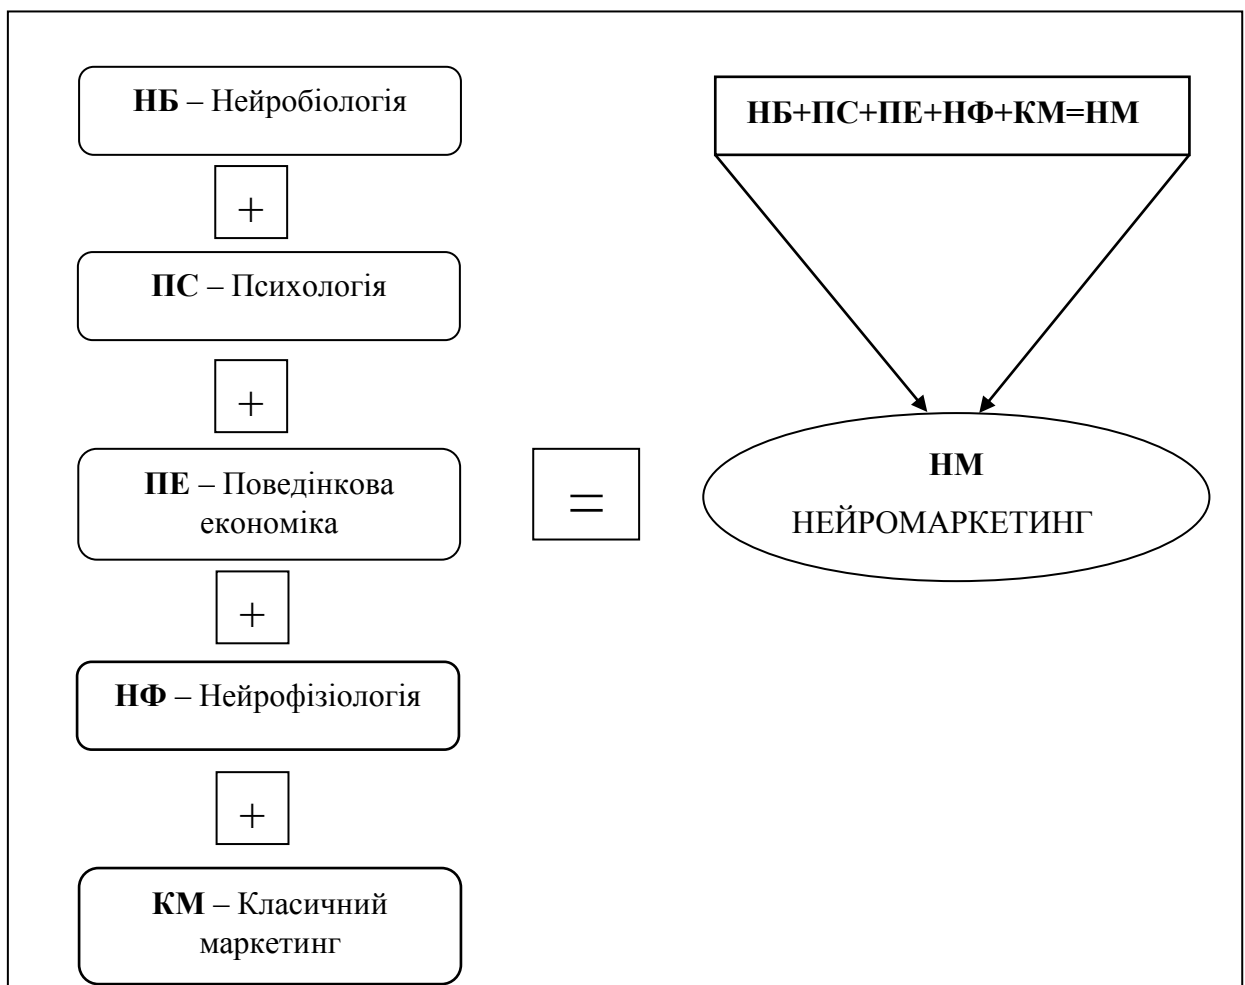 НБ – Нейробіологія
+
ПС – Психологія
+
ПЕ – Поведінкова
економіка
+
НФ – Нейрофізіологія
+
КМ – Класичний
маркетинг
=
НБ+ПС+ПЕ+НФ+КМ=НМ
НМ
НЕЙРОМАРКЕТИНГ